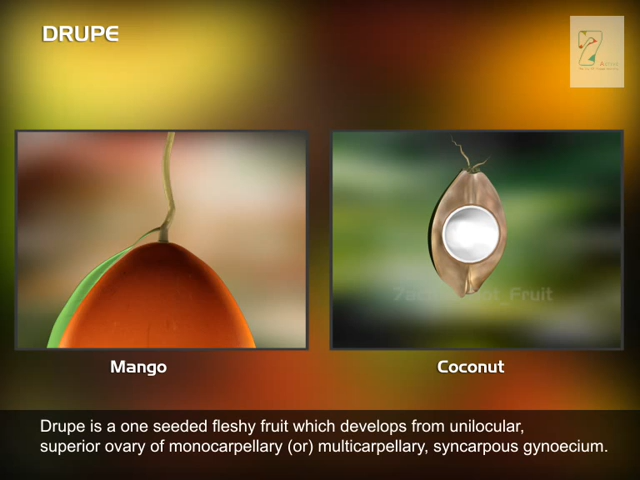 DRUPE
Mango
Coconut
Drupe is a one seeded fleshy fruit which develops from unilocular,
superior ovary of monocarpellary (or) multicarpellary, syncarpous gynoecium.